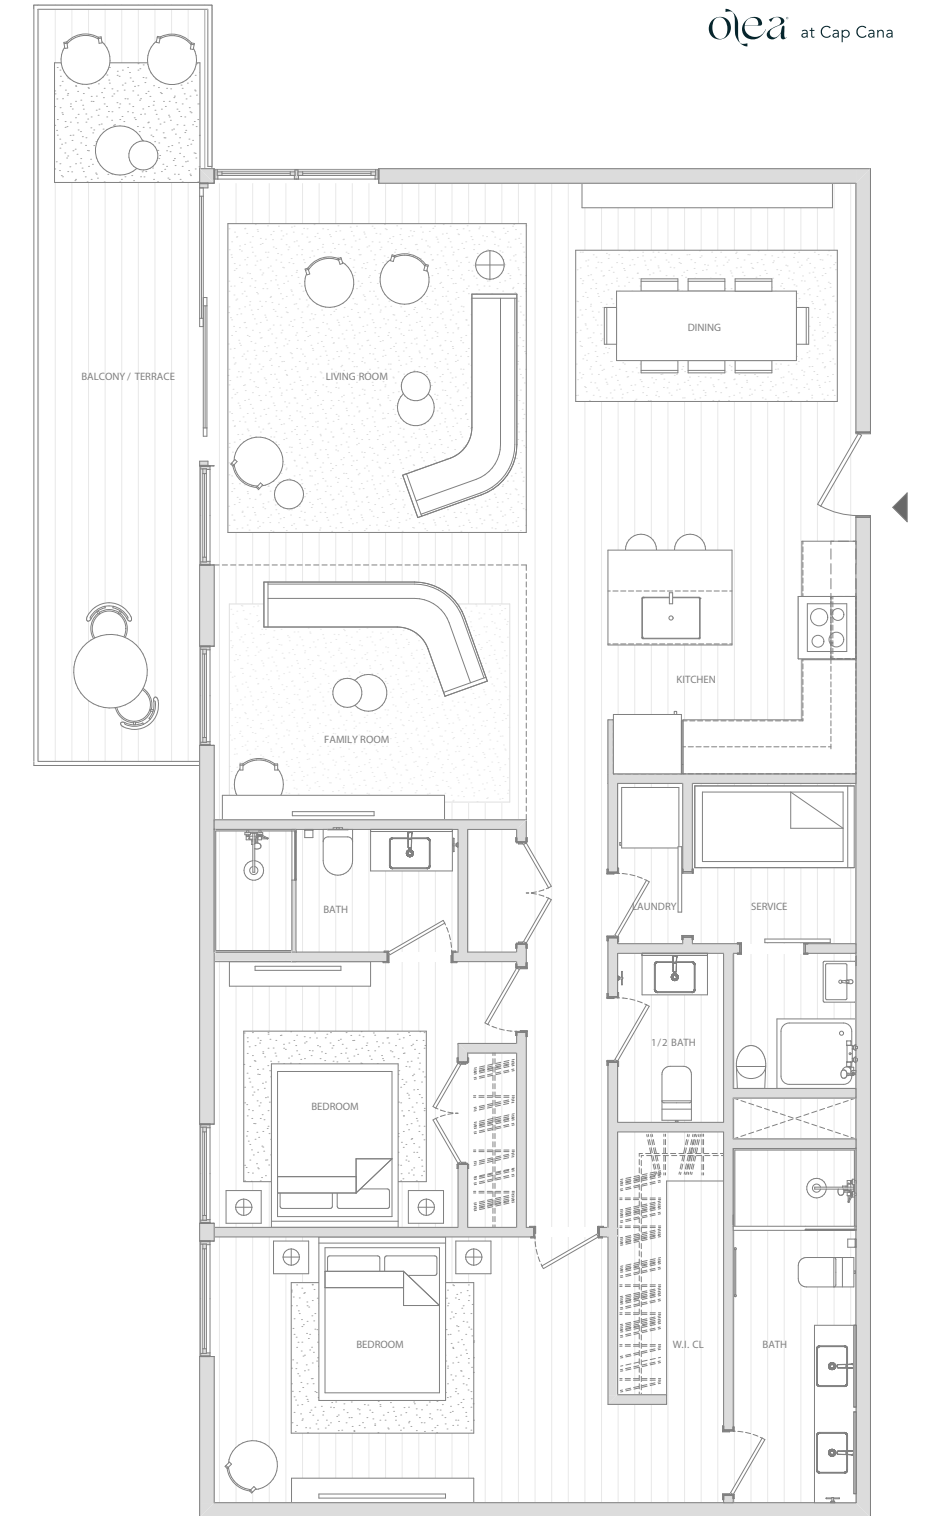 olea at Cap Cana
DINING
BALCONY / TERRACE
LIVING ROOM
KITCHEN
FAMILY ROOM
LAUNDRY
SERVICE
BATH
1/2 BATH
BEDROOM
BEDROOM
W.I. CL
BATH